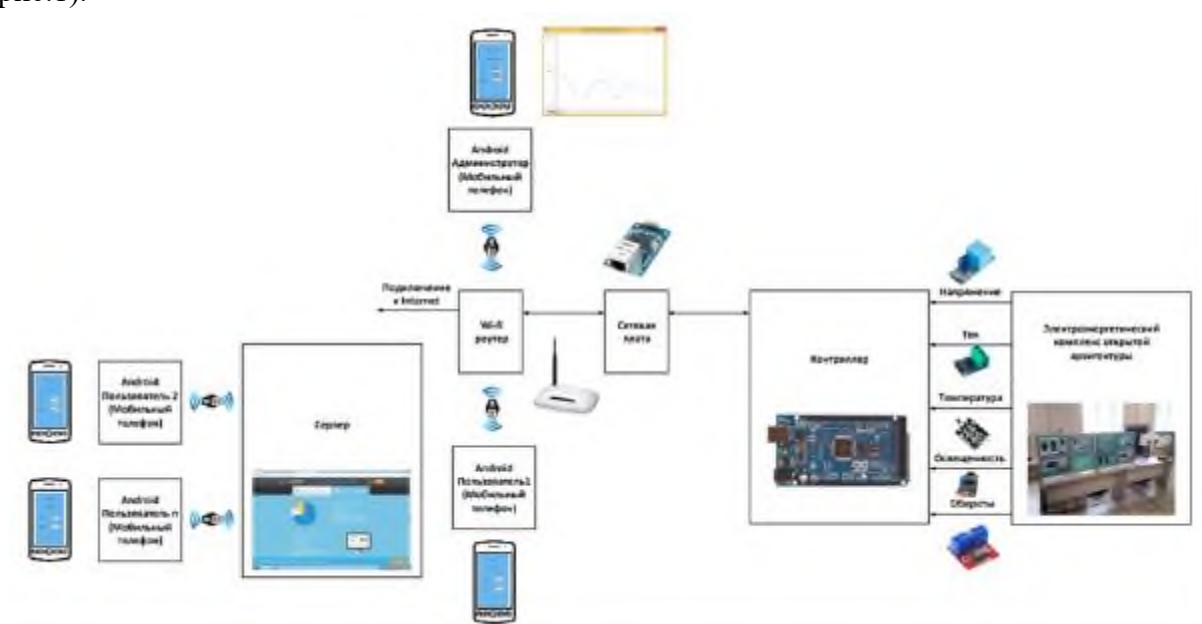 рис.1).
Android
Администратор
(Мобильный
телефон)
Подключение
к Internet
Wi-fi
роутер
Сетевая
плата
Контроллер
Напряжение
Ток
Температура
Освещенность
Обороты
Электроэнергетический
комплекс открытой
архитектуры
Android
Пользователь 2
(Мобильный
телефон)
Android
Пользователь n
(Мобильный
телефон)
Сервер
Android
Пользователь1
(Мобильный
телефон)